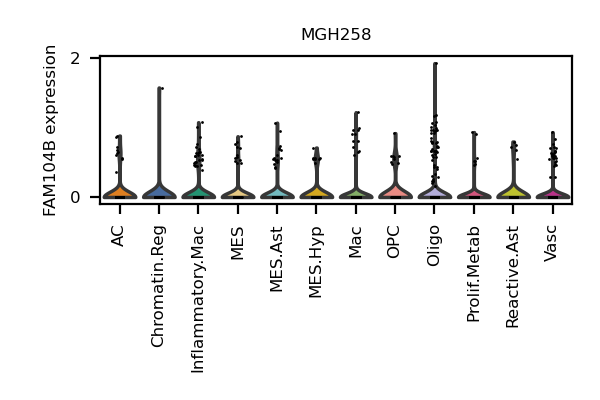 MGH258
FAM104B expression
2
0
AC
Chromatin.Reg
Inflammatory.Mac
MES
MES.Ast
MES.Hyp
Mac
OPC
Oligo
Prolif.Metab
Reactive.Ast
Vasc